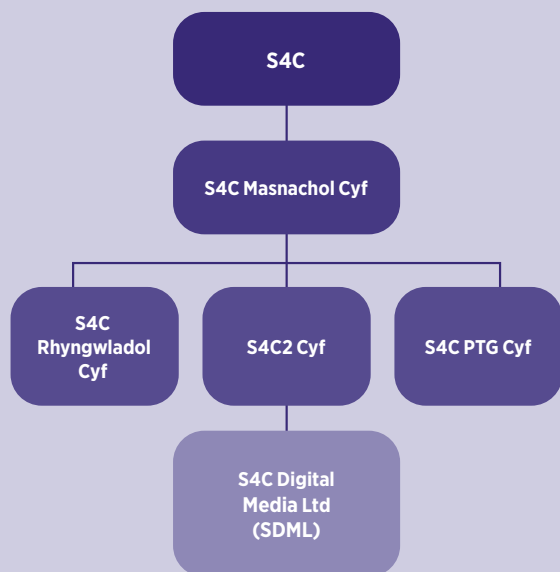 S4C
S4C Masnachol Cyf
S4C
Rhyngwladol
Cyf
S4C2 Cyf
S4C PTG Cyf
S4C Digital
Media Ltd
(SDML)